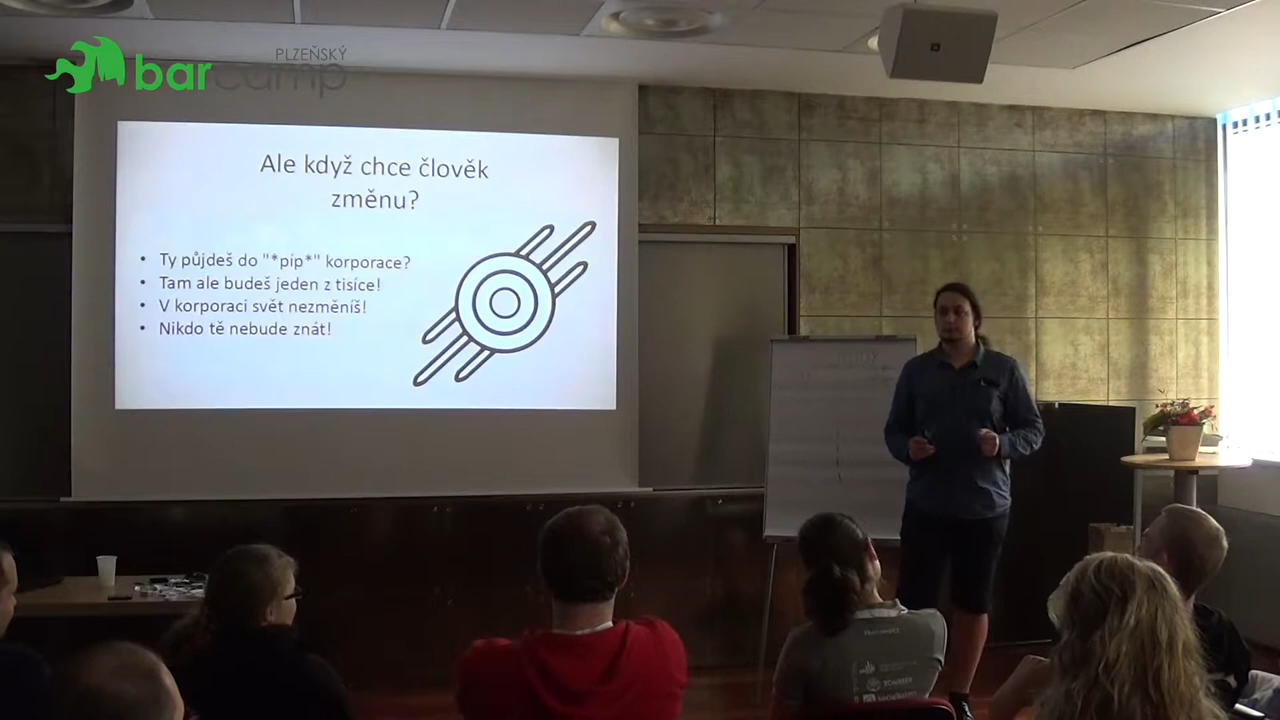 PLZEŇSKÝ
barcamp
Ale když chce člověk
změnu?
• Ty půjdeš do "*píp*" korporace?
• Tam ale budeš jeden z tisíce!
• V korporaci svět nezměníš!
• Nikdo tě nebude znát!